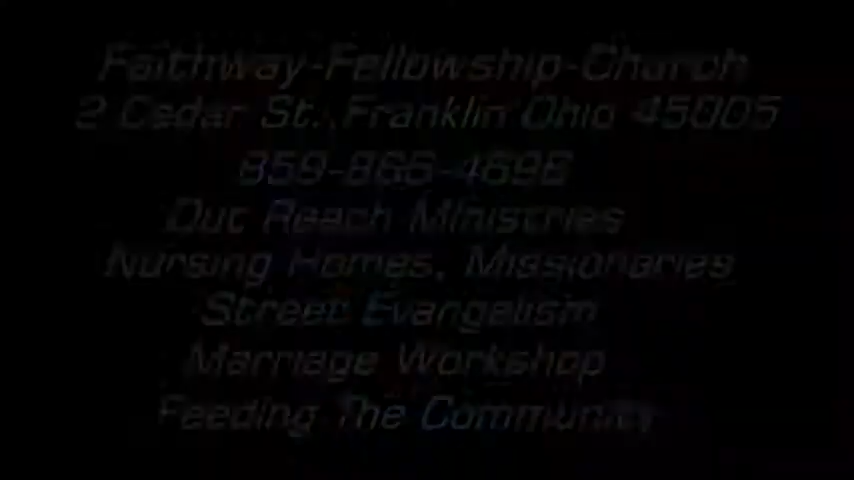 Faithway-Fellowship-Church
2 Cedar St. Franklin Ohio 45005
Out Reach Ministries
Nursing Homes, Missionaries
Street Evangelism
Marriage Workshop
Feeding The Community